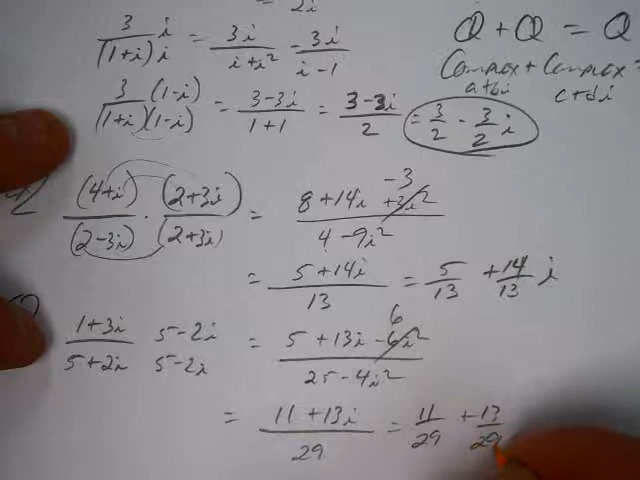 2i
3/(1+i) i/i = 3i/(i+i²) = 3i/(i-1)
Q + Q = Q
Complex + Complex =
a+bi c+di
3/(1+i) (1-i)/(1-i) = (3-3i)/(1+1) = (3-3i)/2 = 3/2 - 3/2 i
(4+i)/(2-3i) · (2+3i)/(2+3i) = (8+14i +3i² -3)/(4-9i²)
= (5+14i)/13 = 5/13 + 14/13 i
(1+3i)/(5+2i) (5-2i)/(5-2i) = (5+13i-6i² 6)/(25-4i²)
= (11+13i)/29 = 11/29 + 13/29